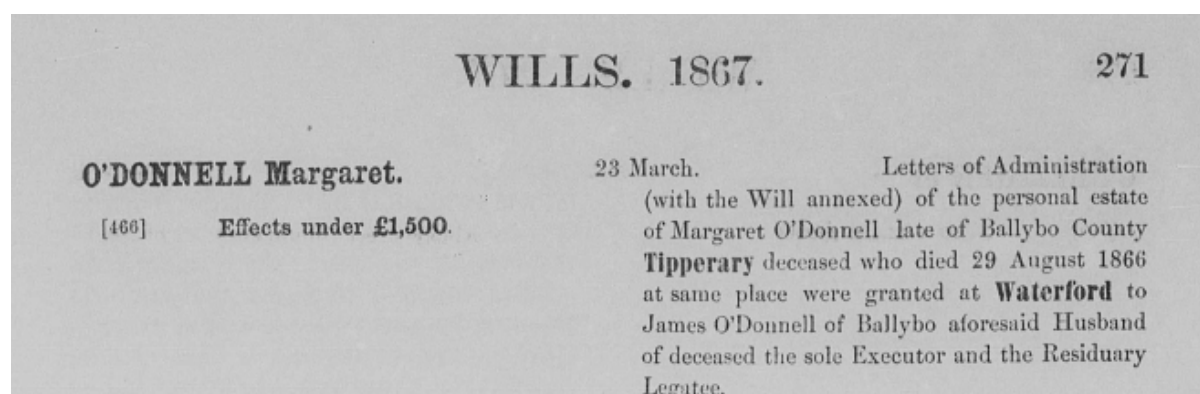 WILLS. 1867. 271
O'DONNELL Margaret.
[466] Effects under £1,500.
23 March. Letters of Administration
(with the Will annexed) of the personal estate
of Margaret O'Donnell late of Ballybo County
Tipperary deceased who died 29 August 1866
at same place were granted at Waterford to
James O'Donnell of Ballybo aforesaid Husband
of deceased the sole Executor and the Residuary
Legatee.